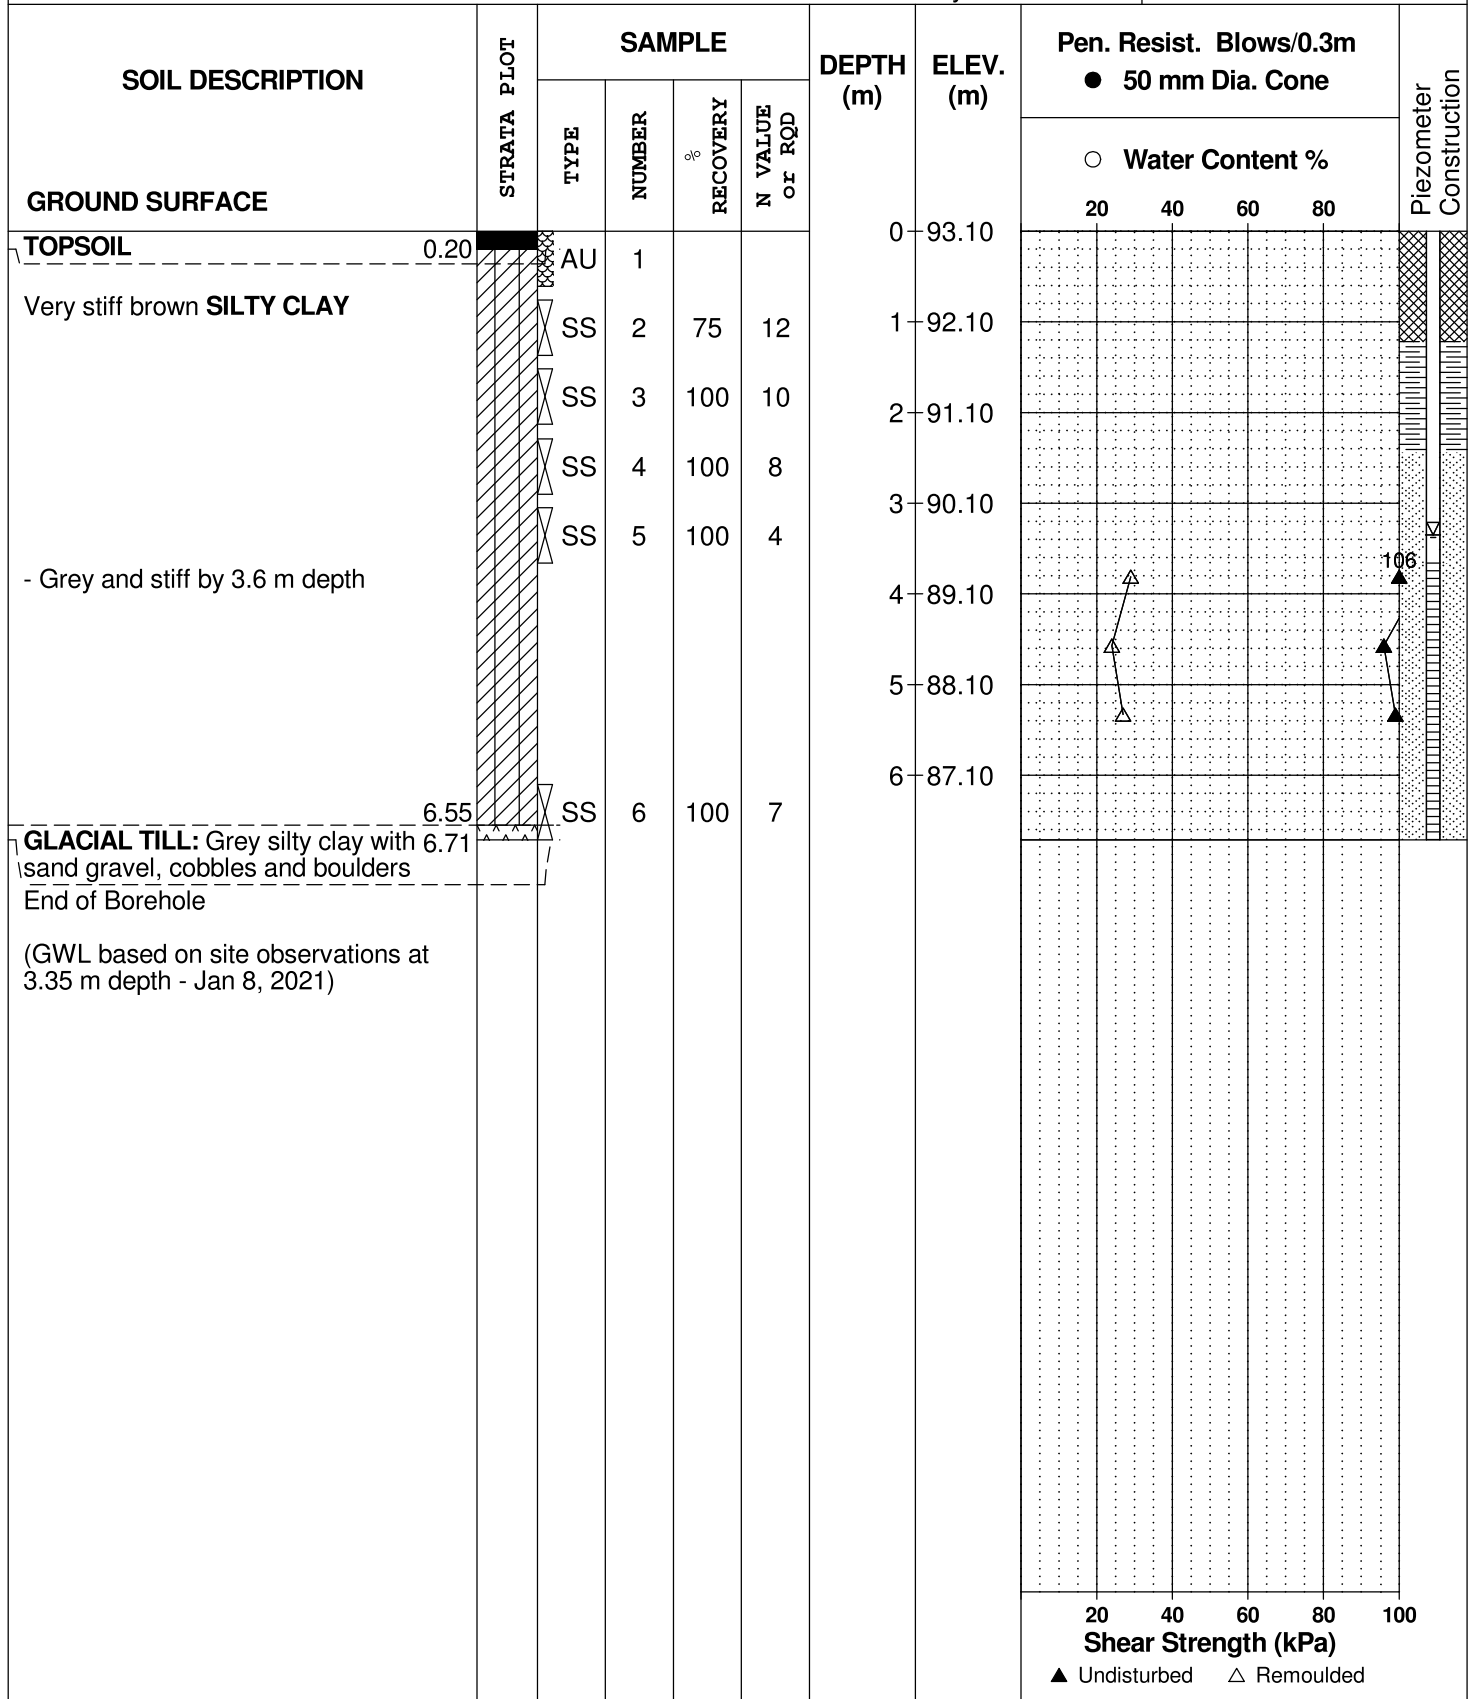 SOIL DESCRIPTION
GROUND SURFACE
STRATA PLOT
SAMPLE
TYPE
NUMBER
%
RECOVERY
N VALUE
or RQD
DEPTH
(m)
ELEV.
(m)
Pen. Resist. Blows/0.3m
● 50 mm Dia. Cone
○ Water Content %
20 40 60 80
Piezometer
Construction
TOPSOIL 0.20
AU 1
0 93.10
Very stiff brown SILTY CLAY
SS 2 75 12
1 92.10
SS 3 100 10
2 91.10
SS 4 100 8
3 90.10
SS 5 100 4
106
- Grey and stiff by 3.6 m depth
4 89.10
5 88.10
6 87.10
6.55
SS 6 100 7
GLACIAL TILL: Grey silty clay with 6.71
sand gravel, cobbles and boulders
End of Borehole
(GWL based on site observations at
3.35 m depth - Jan 8, 2021)
20 40 60 80 100
Shear Strength (kPa)
▲ Undisturbed △ Remoulded